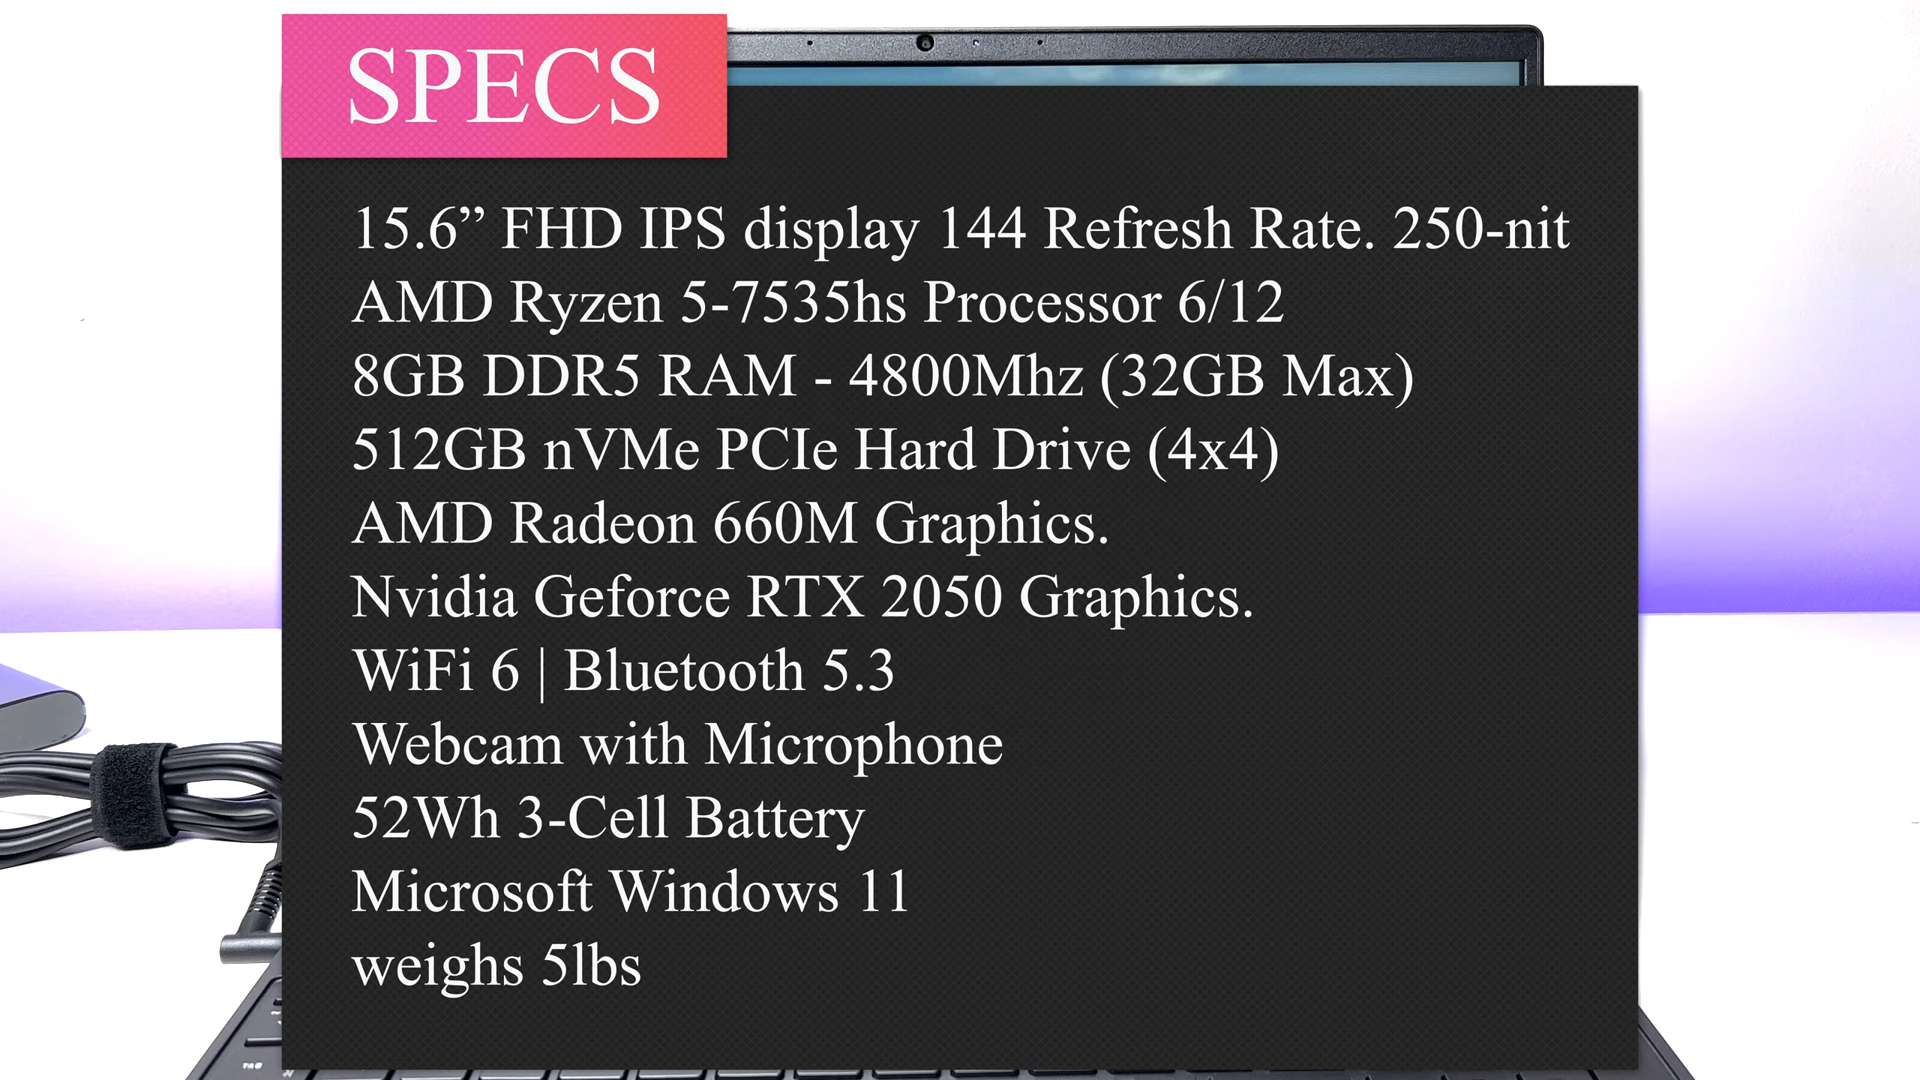 SPECS
15.6” FHD IPS display 144 Refresh Rate. 250-nit
AMD Ryzen 5-7535hs Processor 6/12
8GB DDR5 RAM - 4800Mhz (32GB Max)
512GB nVMe PCIe Hard Drive (4x4)
AMD Radeon 660M Graphics.
Nvidia Geforce RTX 2050 Graphics.
WiFi 6 | Bluetooth 5.3
Webcam with Microphone
52Wh 3-Cell Battery
Microsoft Windows 11
weighs 5lbs
TAB